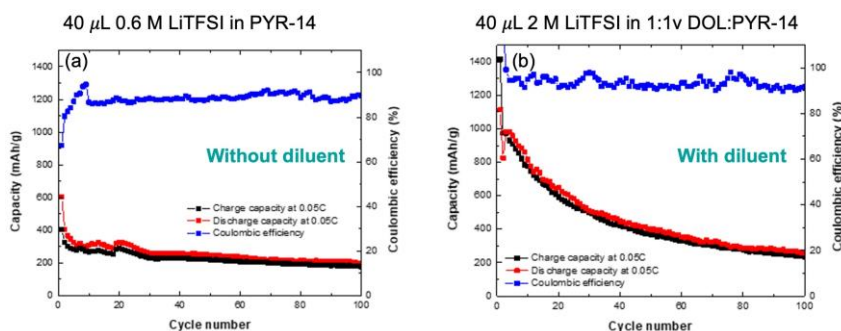 40 μL 0.6 M LiTFSI in PYR-14
40 μL 2 M LiTFSI in 1:1v DOL:PYR-14
(a)
1400
1200
1000
800
600
400
200
0
Capacity (mAh/g)
100
80
60
40
20
0
Coulombic efficiency (%)
Without diluent
Charge capacity at 0.05C
Discharge capacity at 0.05C
Coulombic efficiency
0 20 40 60 80 100
Cycle number
(b)
1400
1200
1000
800
600
400
200
0
Capacity (mAh/g)
100
80
60
40
20
0
Coulombic efficiency (%)
With diluent
Charge capacity at 0.05C
Discharge capacity at 0.05C
Coulombic efficiency
0 20 40 60 80 100
Cycle number